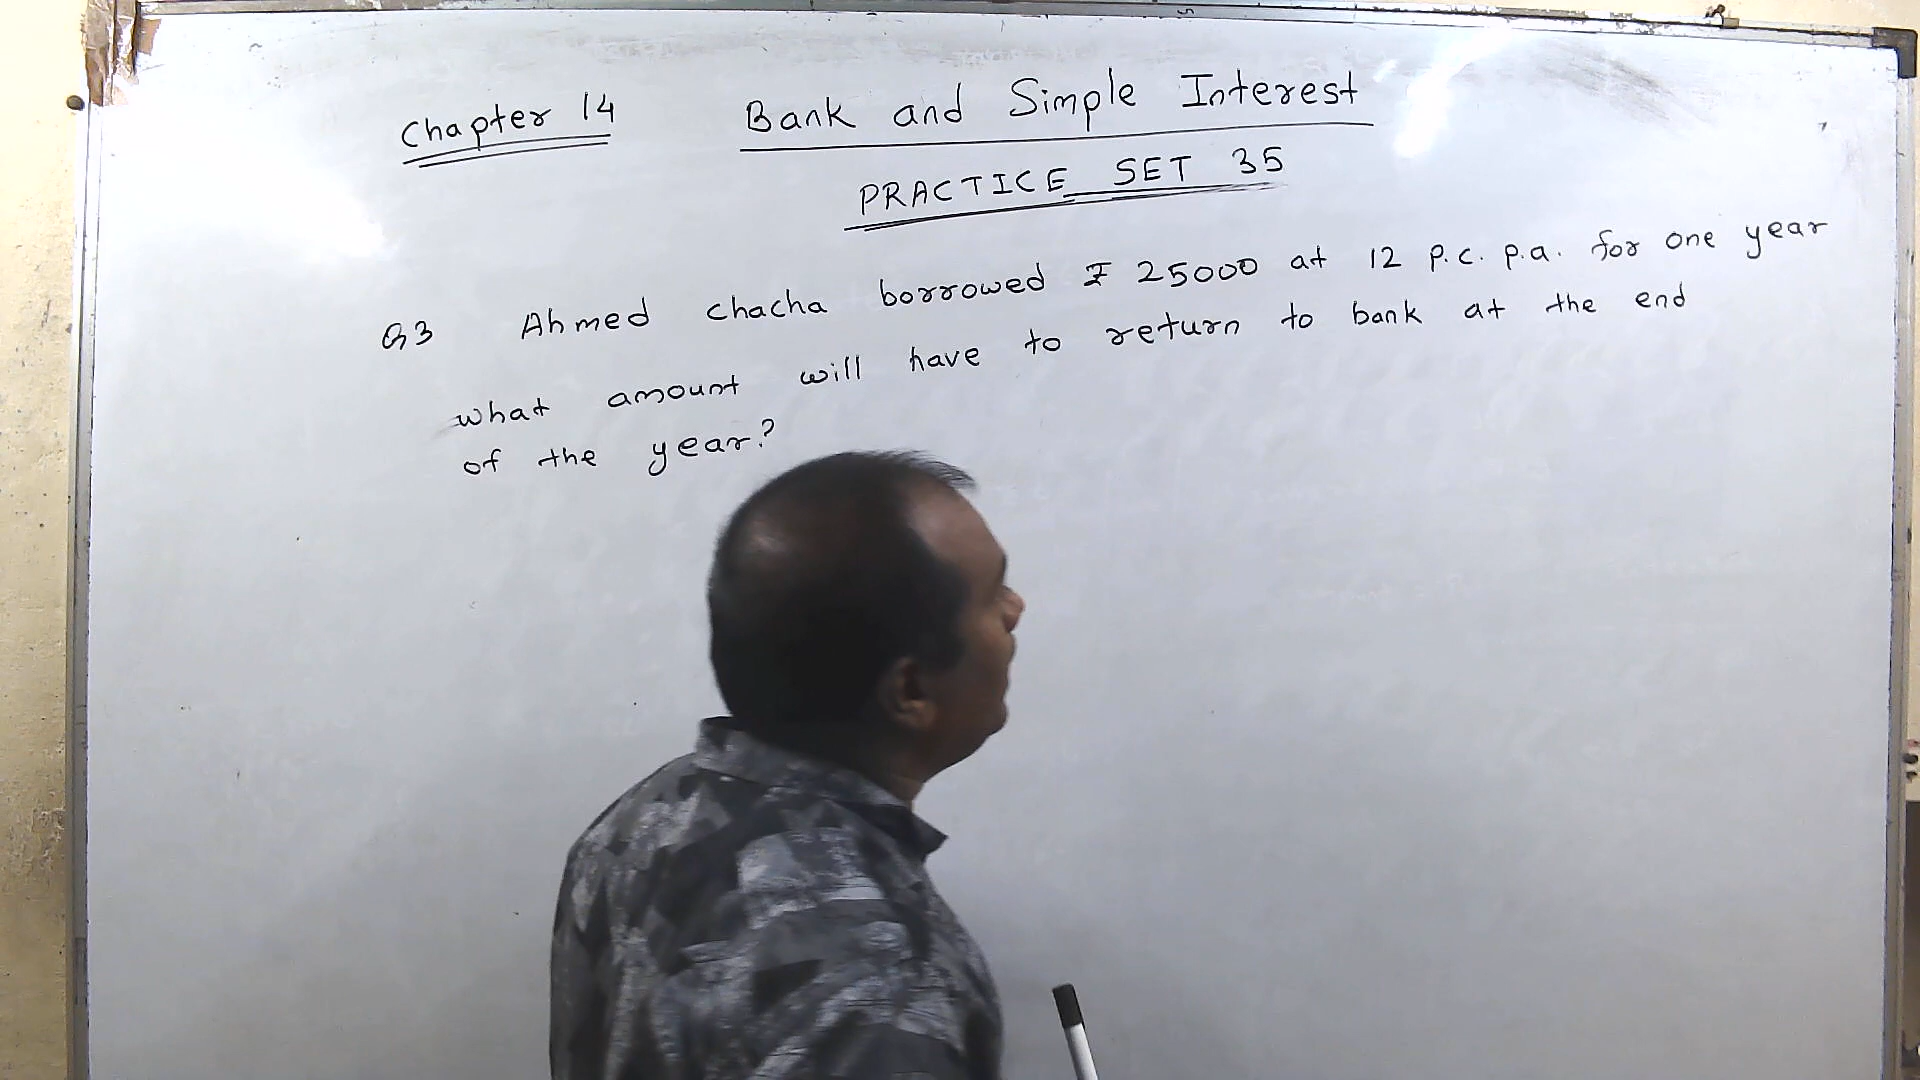 Chapter 14 Bank and Simple Interest
PRACTICE SET 35
Q3 Ahmed chacha borrowed ₹ 25000 at 12 p.c. p.a. for one year
what amount will have to return to bank at the end
of the year?